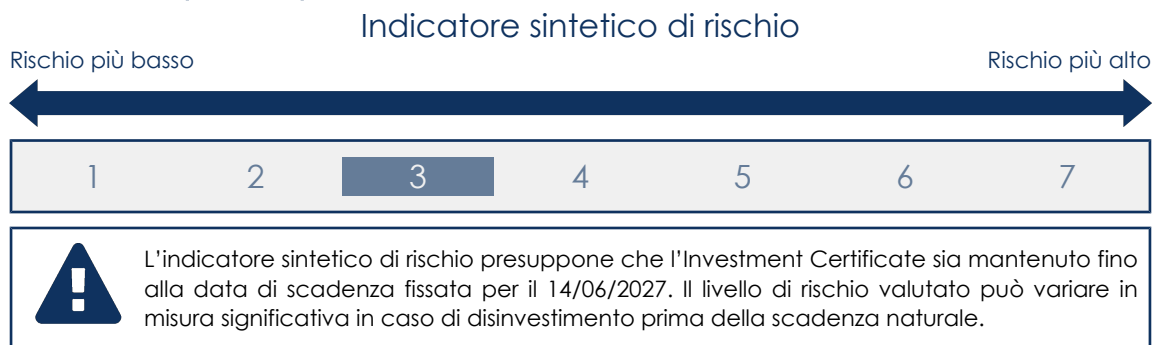 Indicatore sintetico di rischio
Rischio più basso
Rischio più alto
1 2 3 4 5 6 7
L'indicatore sintetico di rischio presuppone che l'Investment Certificate sia mantenuto fino
alla data di scadenza fissata per il 14/06/2027. Il livello di rischio valutato può variare in
misura significativa in caso di disinvestimento prima della scadenza naturale.